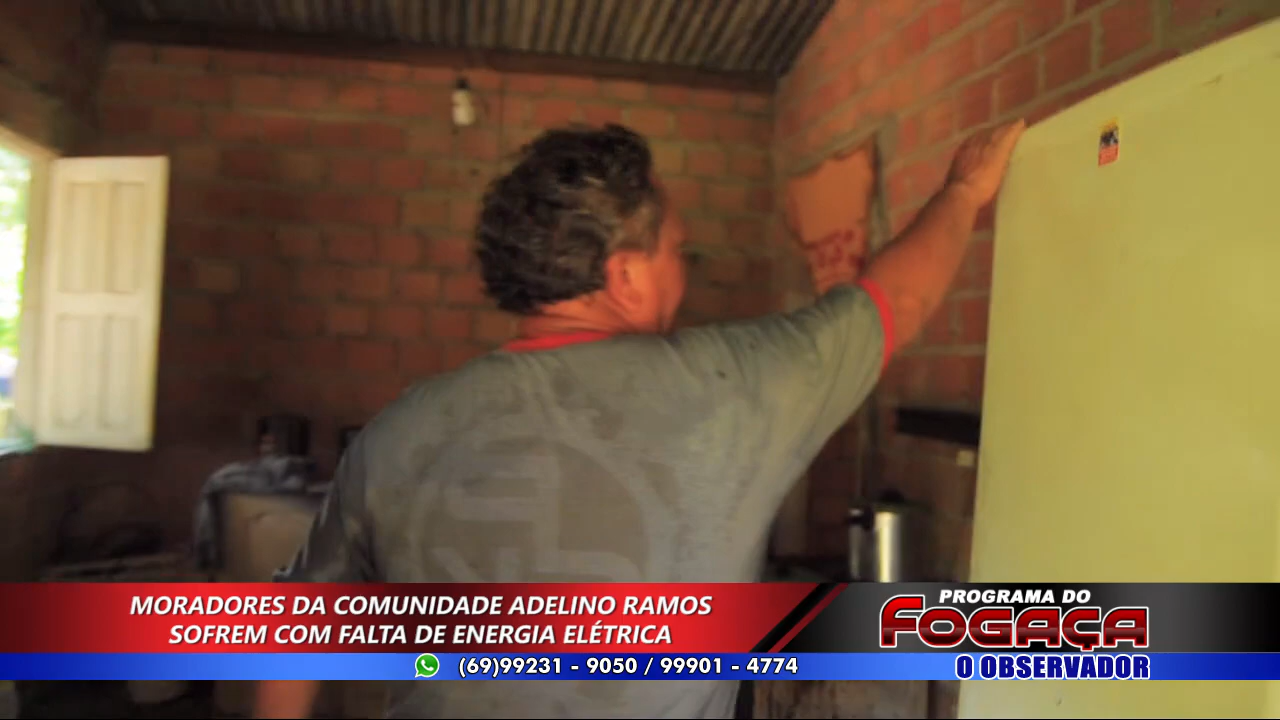 MORADORES DA COMUNIDADE ADELINO RAMOS
SOFREM COM FALTA DE ENERGIA ELÉTRICA
PROGRAMA DO
FOGAÇA
O OBSERVADOR
(69)99231 - 9050 / 99901 - 4774